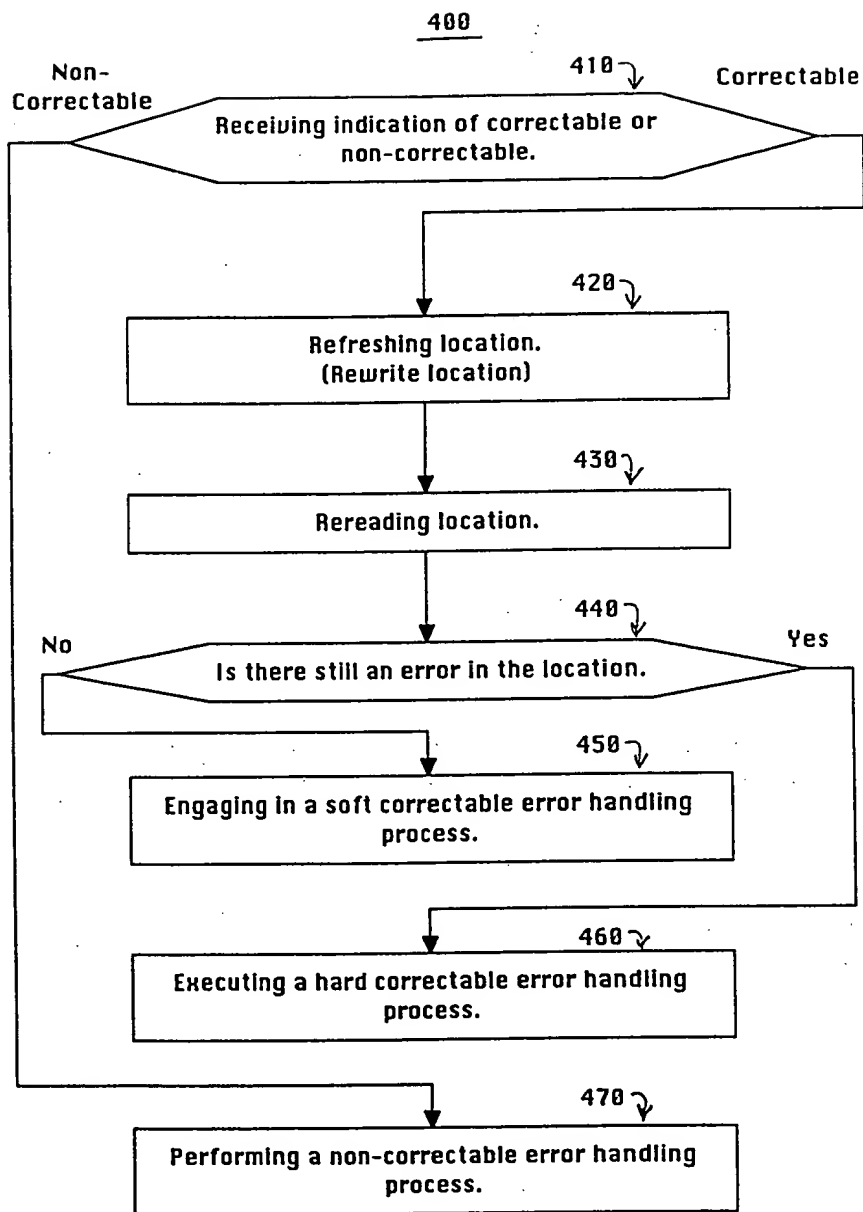 400
Non-
Correctable
410
Correctable
Receiving indication of correctable or
non-correctable.
420
Refreshing location.
(Rewrite location)
430
Rereading location.
440
No
Yes
Is there still an error in the location.
450
Engaging in a soft correctable error handling
process.
460
Executing a hard correctable error handling
process.
470
Performing a non-correctable error handling
process.